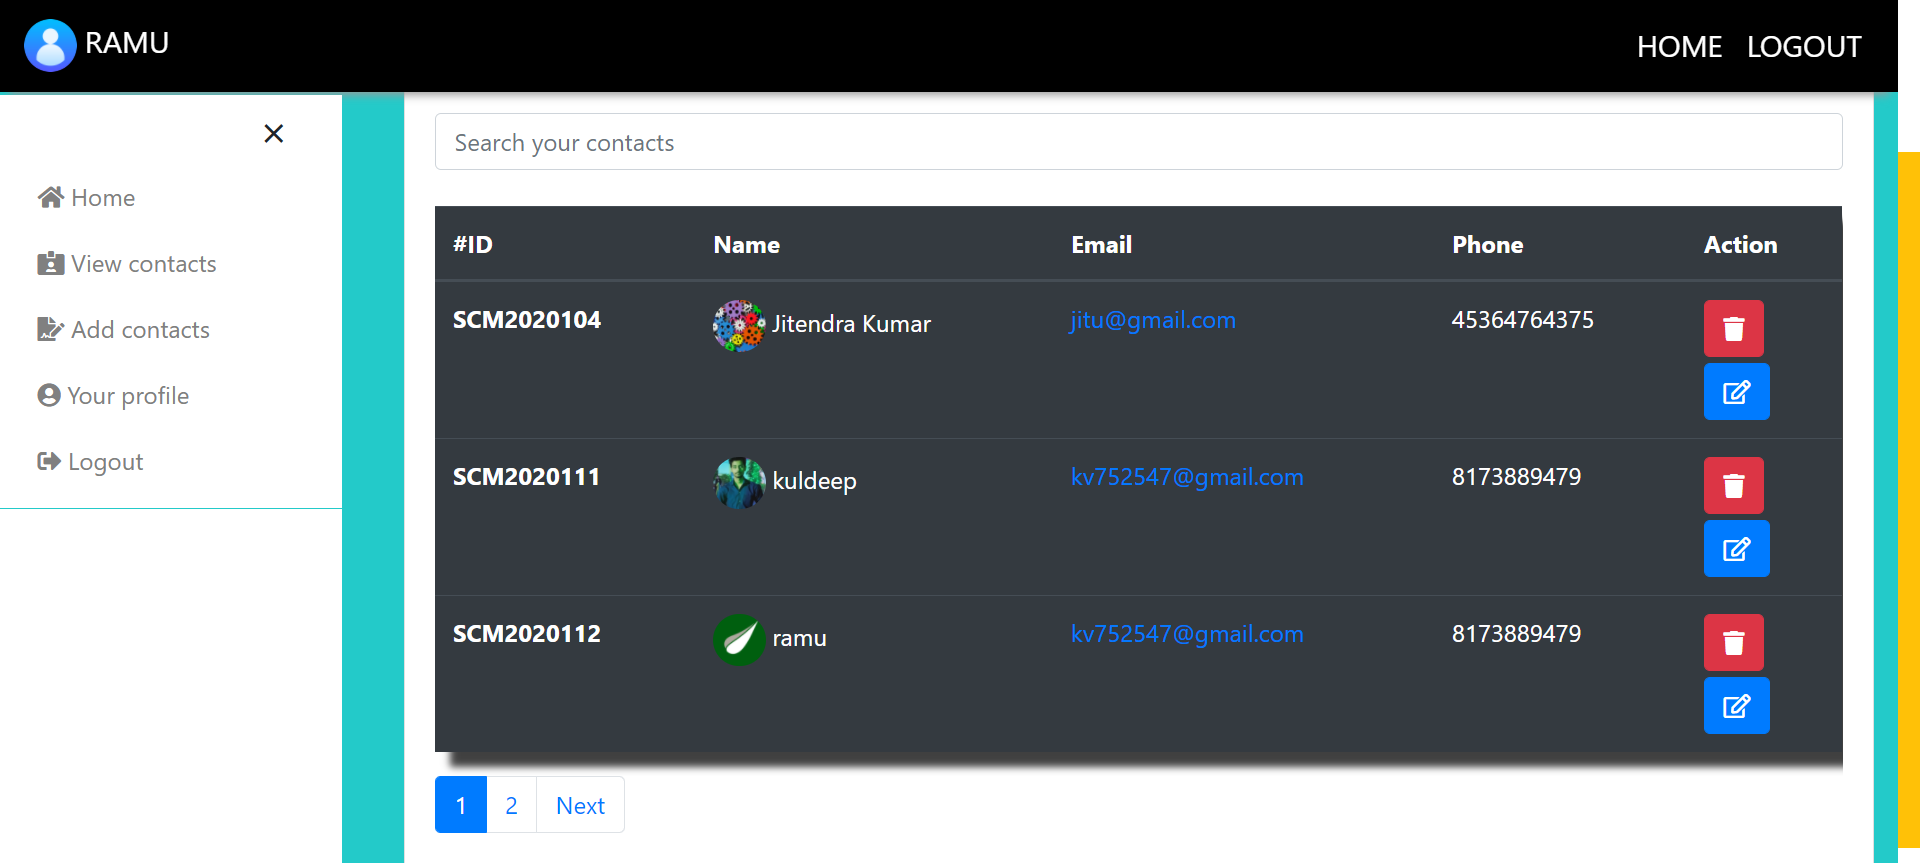 RAMU
HOME LOGOUT
Home
View contacts
Add contacts
Your profile
Logout
Search your contacts
#ID Name Email Phone Action
SCM2020104 Jitendra Kumar jitu@gmail.com 45364764375
SCM2020111 kuldeep kv752547@gmail.com 8173889479
SCM2020112 ramu kv752547@gmail.com 8173889479
1 2 Next